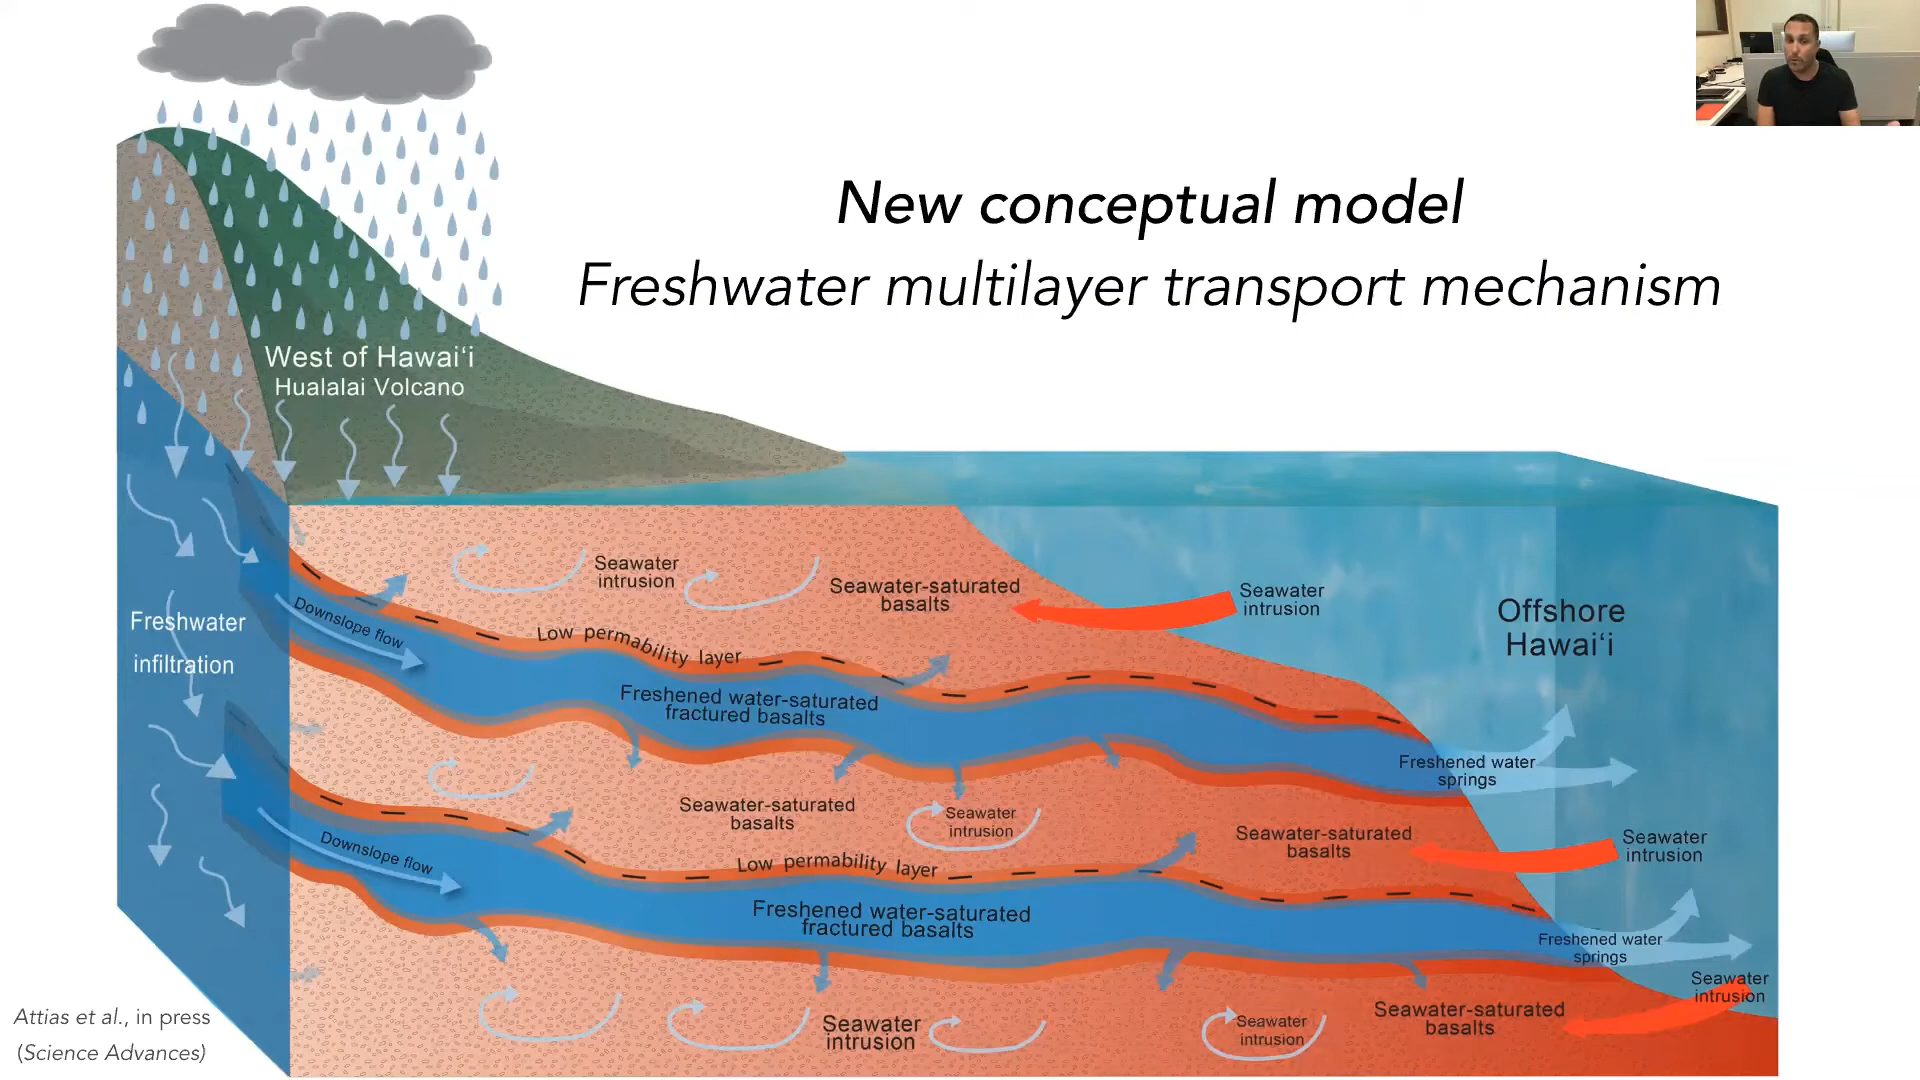 New conceptual model
Freshwater multilayer transport mechanism
West of Hawai‘i
Hualalai Volcano
Seawater
intrusion
Seawater-saturated
basalts
Seawater
intrusion
Offshore
Hawai‘i
Freshwater
infiltration
Downslope flow
Low permability layer
Freshened water-saturated
fractured basalts
Freshened water
springs
Seawater-saturated
basalts
Seawater
intrusion
Seawater-saturated
basalts
Seawater
intrusion
Downslope flow
Low permability layer
Freshened water-saturated
fractured basalts
Freshened water
springs
Seawater
intrusion
Seawater-saturated
basalts
Seawater
intrusion
Seawater
intrusion
Attias et al., in press
(Science Advances)